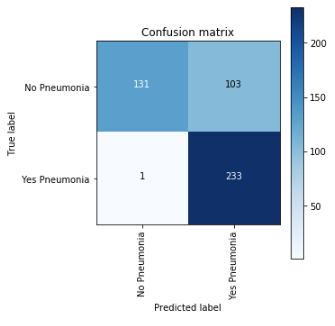 Confusion matrix
True label
No Pneumonia
131
103
Yes Pneumonia
1
233
No Pneumonia
Yes Pneumonia
Predicted label
200
150
100
50